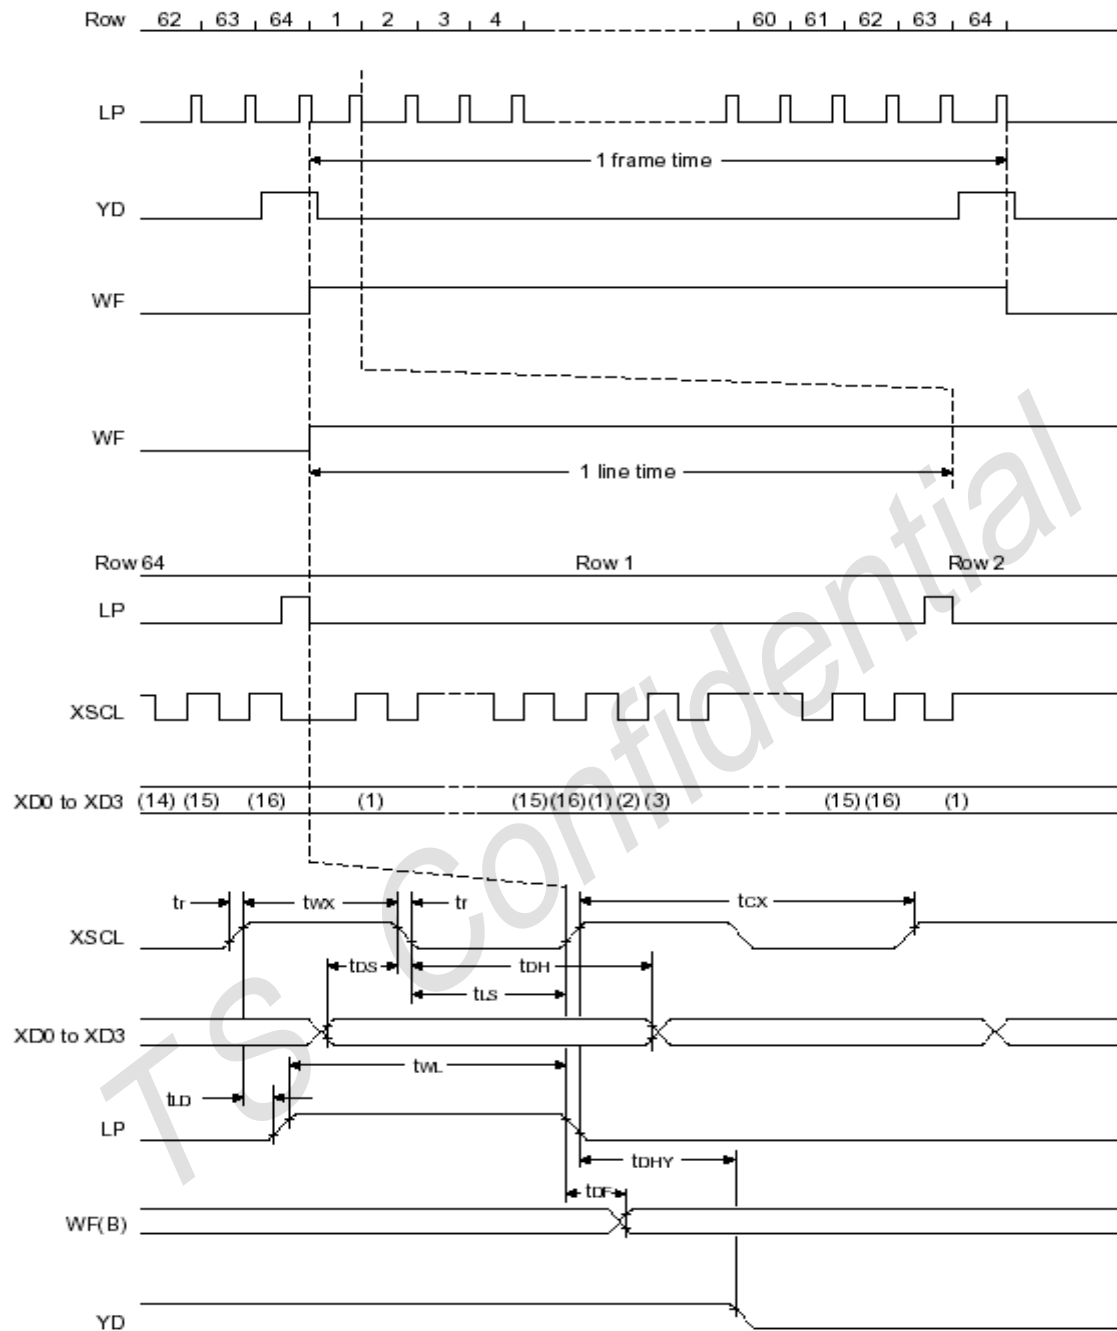 Row 62 63 64 1 2 3 4 60 61 62 63 64
LP
1 frame time
YD
WF
WF
1 line time
Row 64 Row 1 Row 2
LP
XSCL
XD0 to XD3 (14) (15) (16) (1) (15) (16) (1) (2) (3) (15) (16) (1)
tr tWX tf tCX
XSCL
tDS tDH
tLS
XD0 to XD3
tWL
tLD
LP
tDHY
tDF
WF(B)
YD
TS Confidential